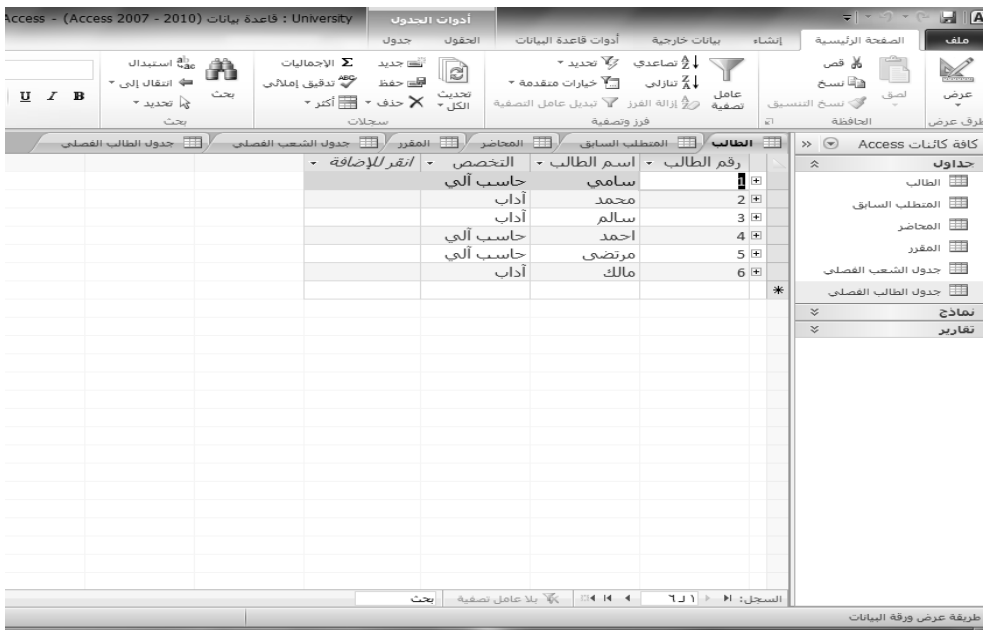 University : قاعدة بيانات (Access 2007 - 2010) - Access
أدوات الجدول
ملف الصفحة الرئيسية إنشاء بيانات خارجية أدوات قاعدة البيانات الحقول جدول
عرض
طرق عرض
لصق
قص
نسخ
نسخ التنسيق
الحافظة
عامل تصفية
تصاعدي
تنازلي
إزالة الفرز
تحديد
خيارات متقدمة
تبديل عامل التصفية
فرز وتصفية
تحديث الكل
جديد
حفظ
حذف
Σ الإجماليات
تدقيق إملائي
أكثر
سجلات
بحث
استبدال
انتقال إلى
تحديد
بحث
B I U
كافة كائنات Access
جداول
الطالب
المتطلب السابق
المحاضر
المقرر
جدول الشعب الفصلي
جدول الطالب الفصلي
نماذج
تقارير
الطالب المتطلب السابق المحاضر المقرر جدول الشعب الفصلي جدول الطالب الفصلي
رقم الطالب اسم الطالب التخصص انقر للإضافة
1 سامي حاسب آلي
2 محمد آداب
3 سالم آداب
4 احمد حاسب آلي
5 مرتضى حاسب آلي
6 مالك آداب
السجل: ١ لـ ٦ بلا عامل تصفية بحث
طريقة عرض ورقة البيانات